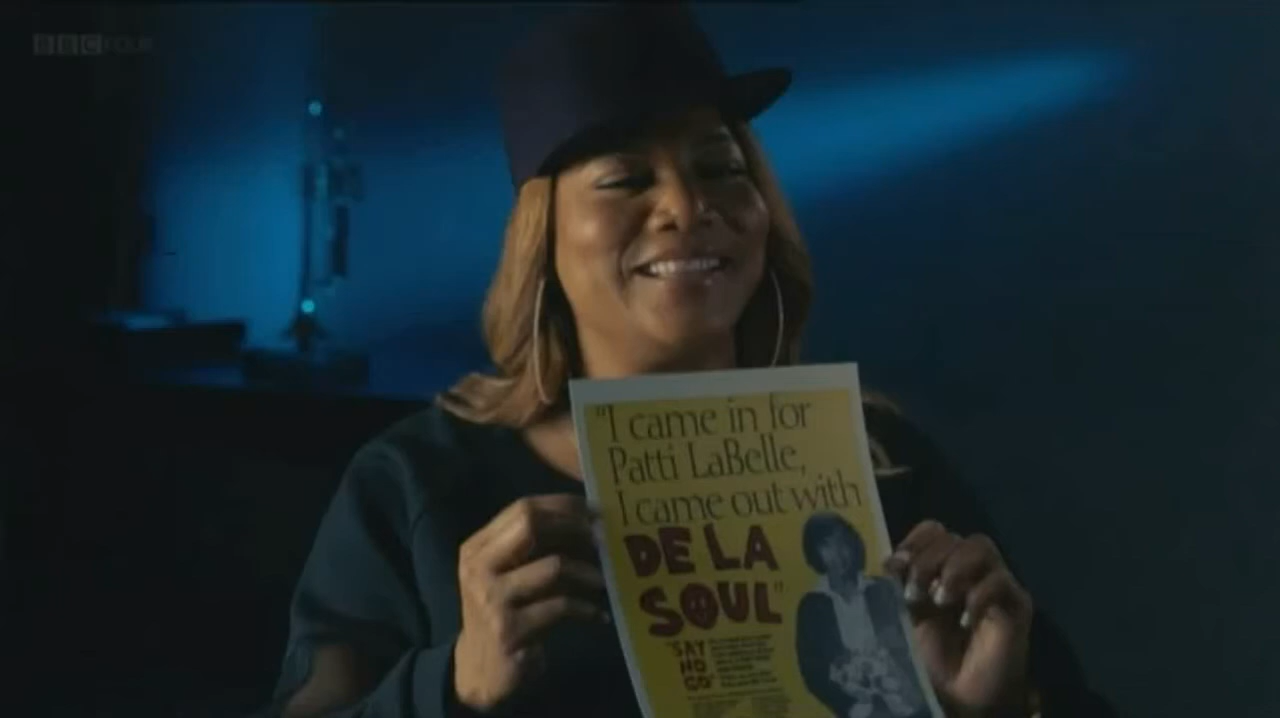 BBC FOUR
"I came in for
Patti LaBelle,
I came out with
DE LA
SOUL"
"SAY
NO
GO"